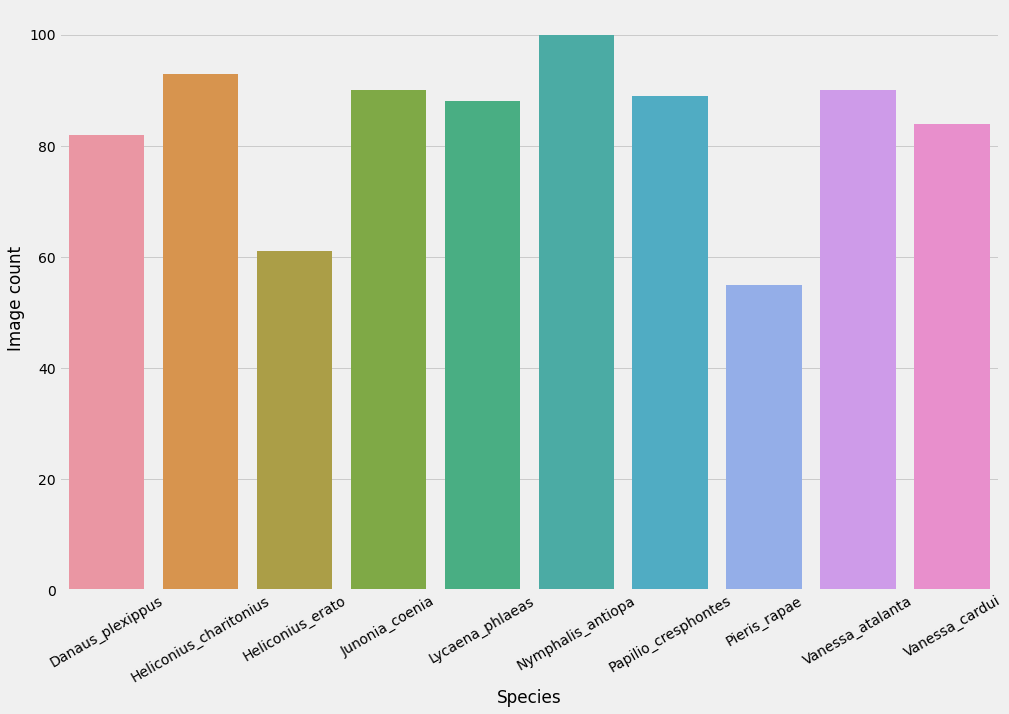 Image count
100
80
60
40
20
0
Danaus_plexippus
Heliconius_charitonius
Heliconius_erato
Junonia_coenia
Lycaena_phlaeas
Nymphalis_antiopa
Papilio_cresphontes
Pieris_rapae
Vanessa_atalanta
Vanessa_cardui
Species